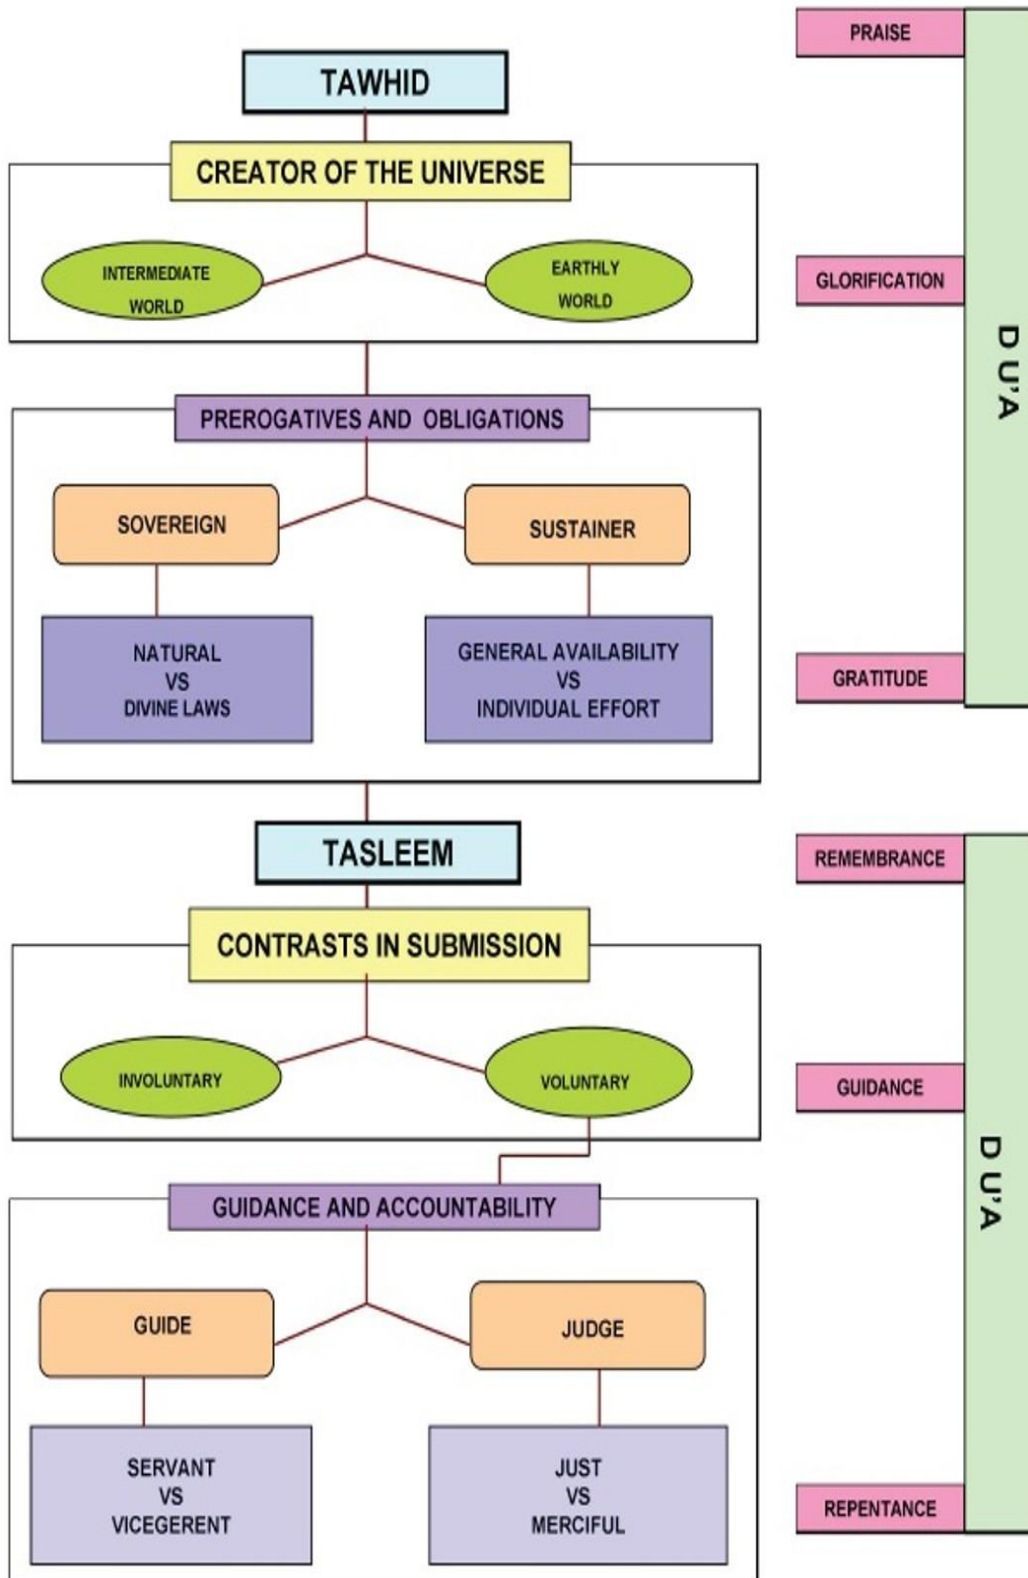 TAWHID
CREATOR OF THE UNIVERSE
INTERMEDIATE
WORLD
EARTHLY
WORLD
PREROGATIVES AND OBLIGATIONS
SOVEREIGN
SUSTAINER
NATURAL
VS
DIVINE LAWS
GENERAL AVAILABILITY
VS
INDIVIDUAL EFFORT
TASLEEM
CONTRASTS IN SUBMISSION
INVOLUNTARY
VOLUNTARY
GUIDANCE AND ACCOUNTABILITY
GUIDE
JUDGE
SERVANT
VS
VICEGERENT
JUST
VS
MERCIFUL
PRAISE
GLORIFICATION
GRATITUDE
D U'A
REMEMBRANCE
GUIDANCE
REPENTANCE
D U'A